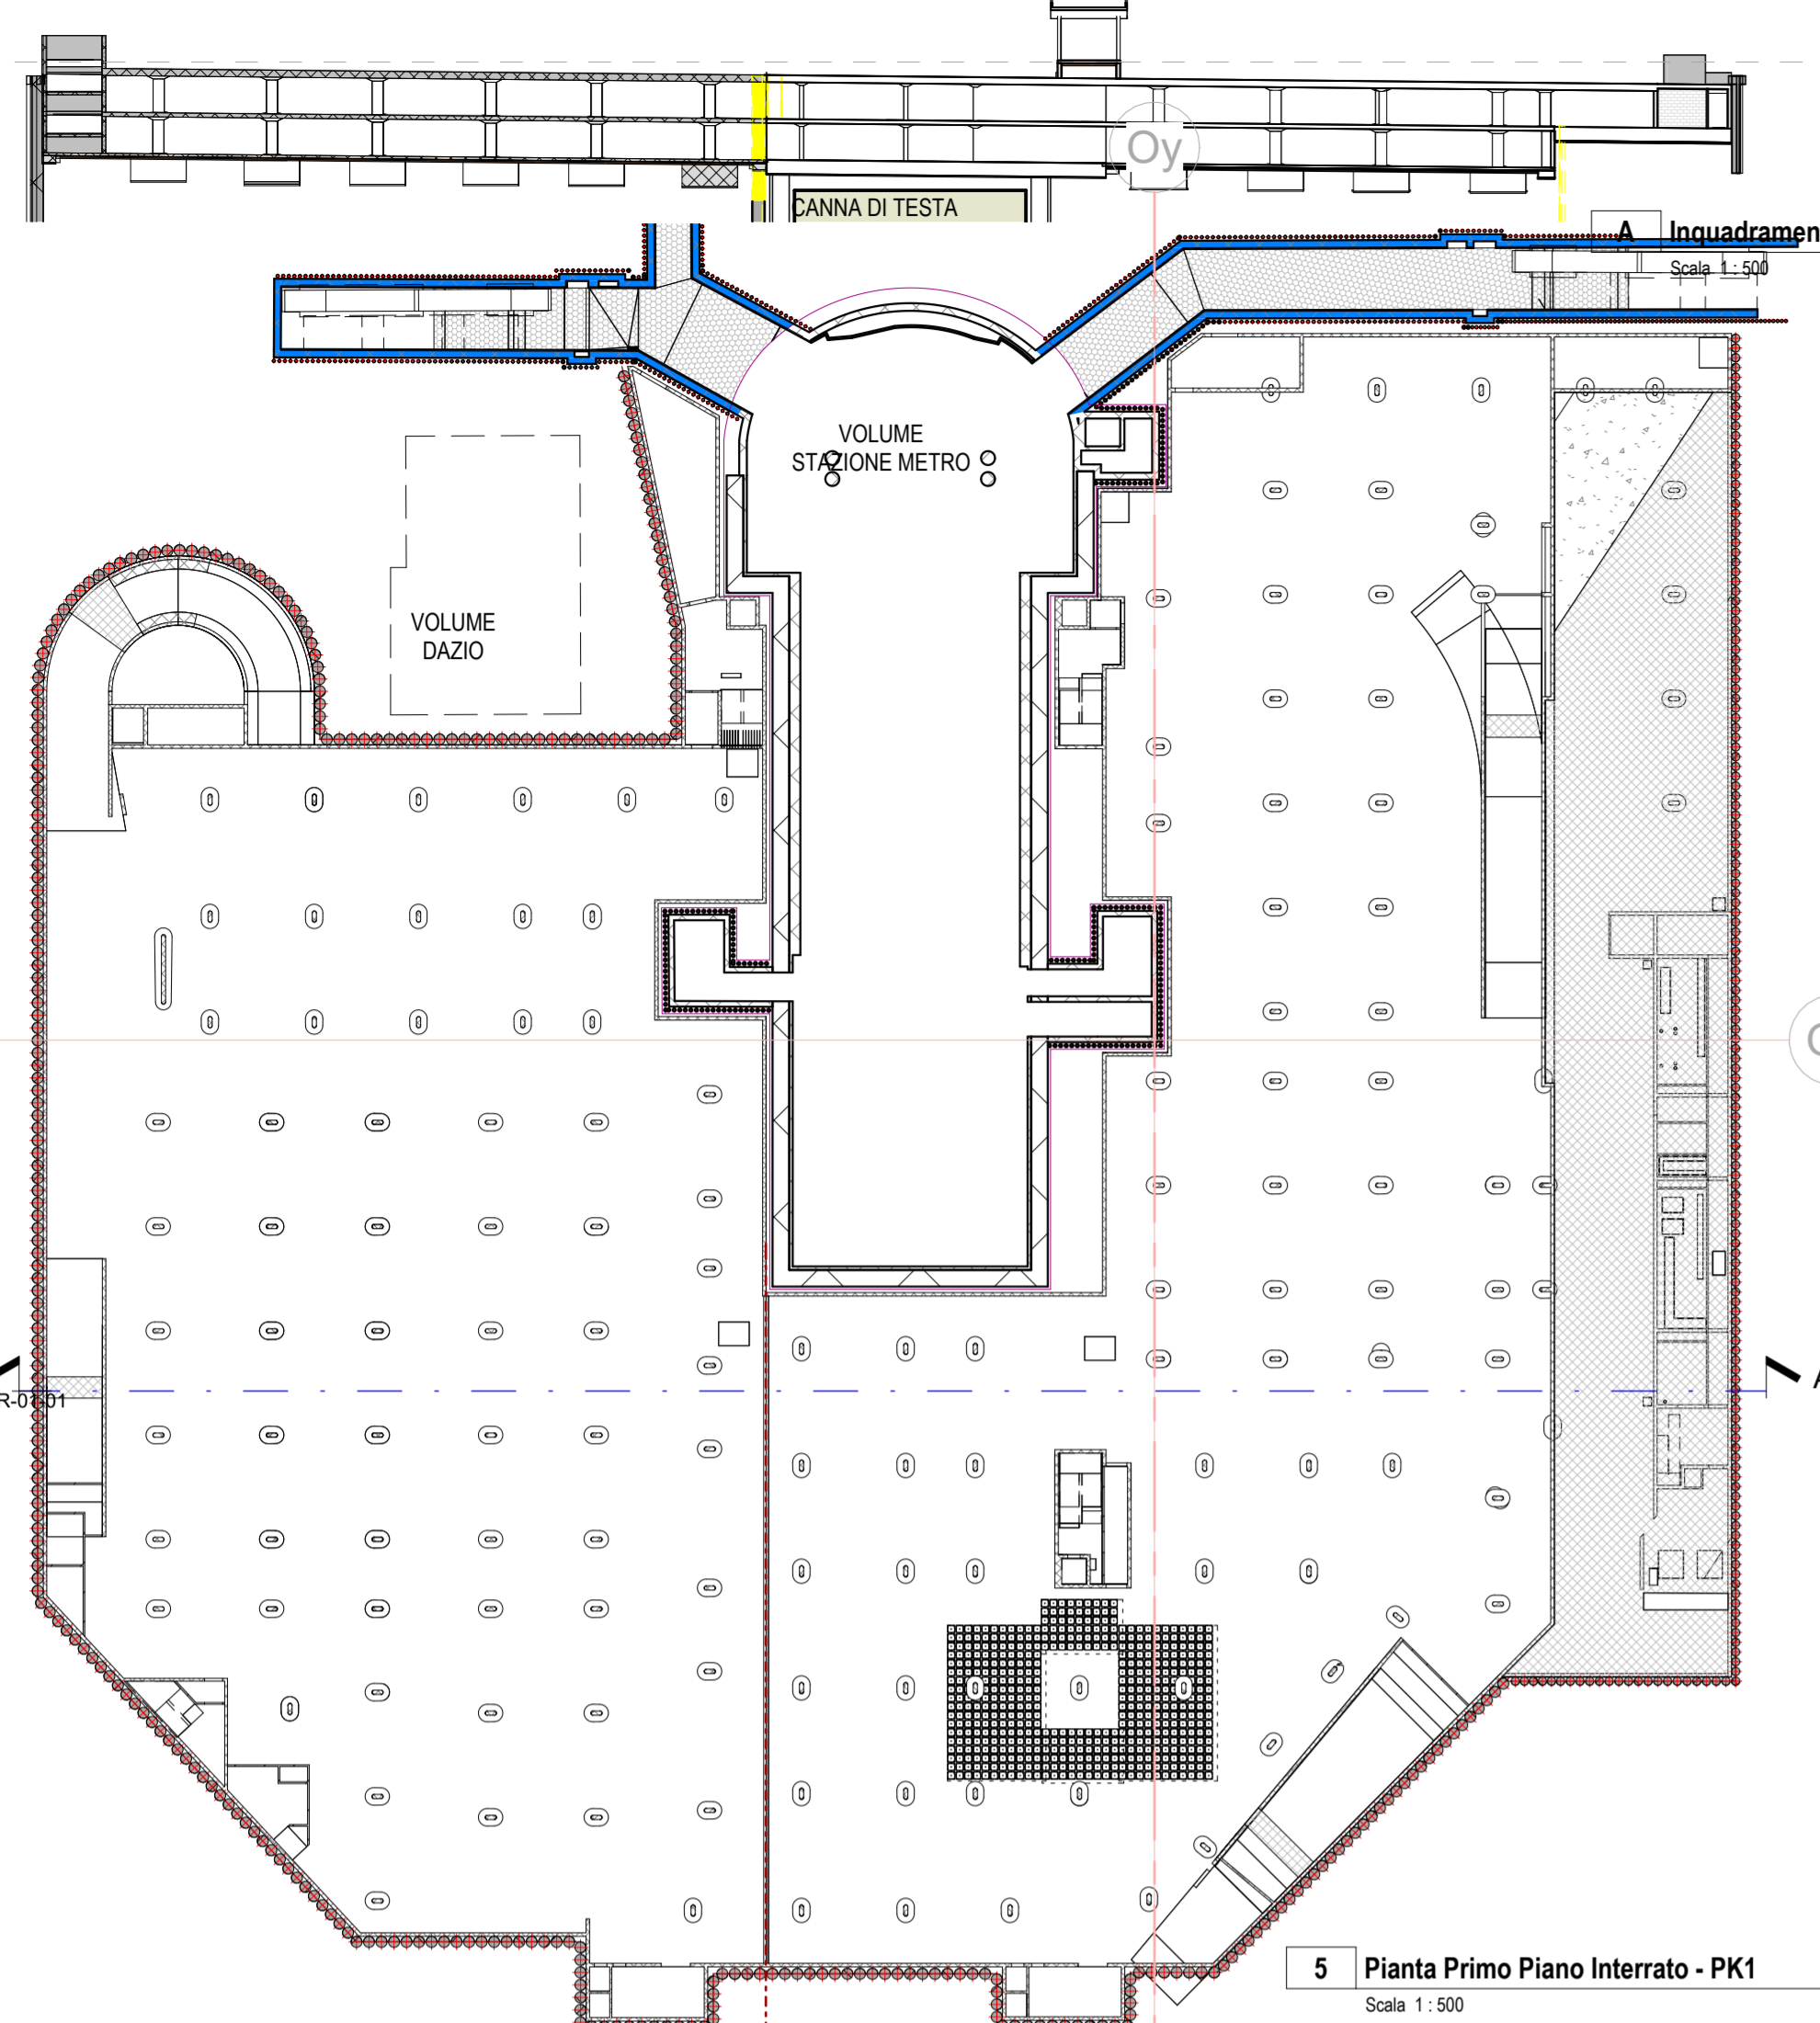 Oy
CANNA DI TESTA
A Inquadramen
Scala 1 : 500
VOLUME
STAZIONE METRO
VOLUME
DAZIO
R-01-01
A
5 Pianta Primo Piano Interrato - PK1
Scala 1 : 500